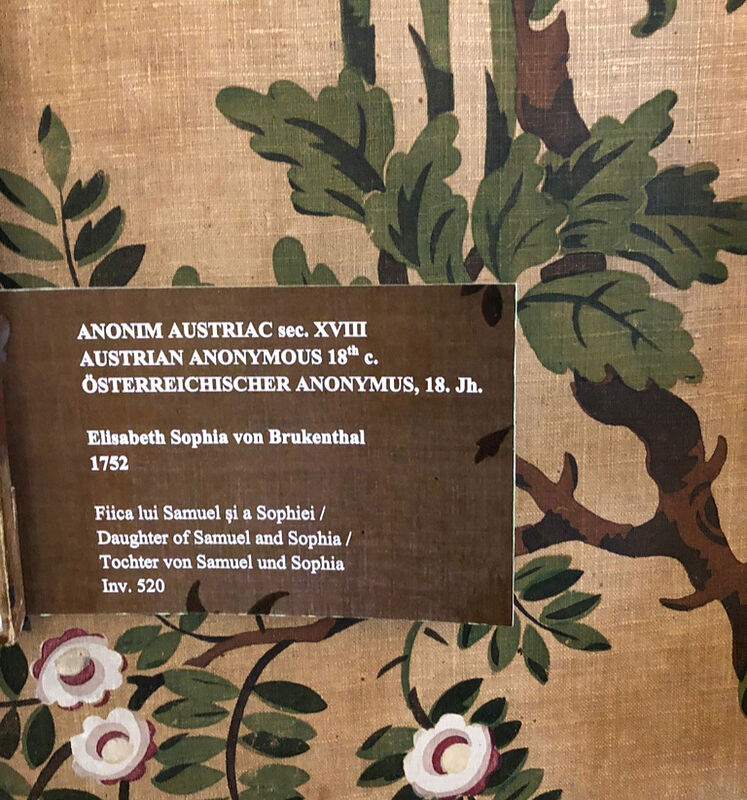 ANONIM AUSTRIAC sec. XVIII
AUSTRIAN ANONYMOUS 18th c.
ÖSTERREICHISCHER ANONYMUS, 18. Jh.
Elisabeth Sophia von Brukenthal
1752
Fiica lui Samuel și a Sophiei /
Daughter of Samuel and Sophia /
Tochter von Samuel und Sophia
Inv. 520